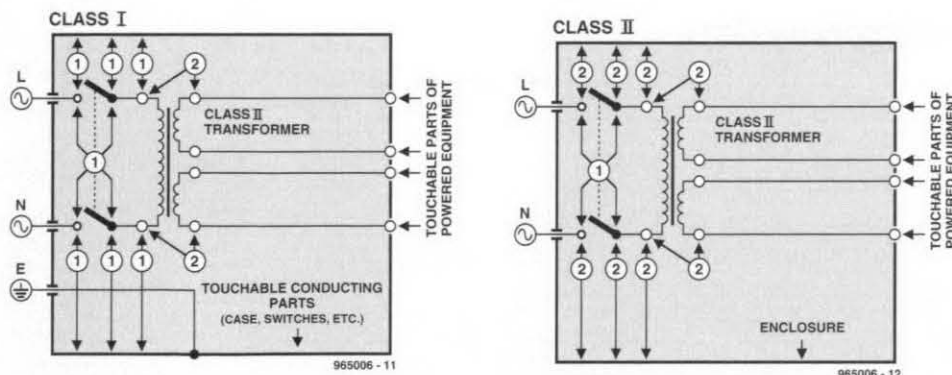 CLASS I
1 1 1 2 2
L
CLASS II
TRANSFORMER
1
N
1 1 1 2
E
TOUCHABLE CONDUCTING
PARTS
(CASE, SWITCHES, ETC.)
TOUCHABLE PARTS OF
POWERED EQUIPMENT
965006 - 11
CLASS II
2 2 2 2 2
L
CLASS II
TRANSFORMER
1
N
2 2 2 2
ENCLOSURE
TOUCHABLE PARTS OF
POWERED EQUIPMENT
965006 - 12